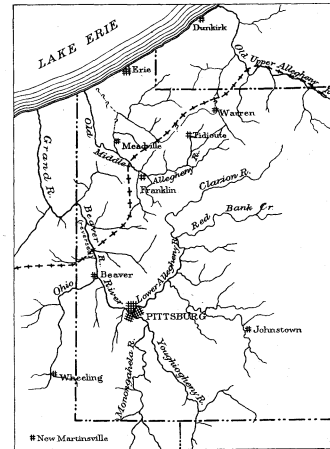 Dunkirk
LAKE ERIE
Old Upper Allegheny
Erie
Warren
Tidioute
Old Middle Allegheny R.
Meadville
Grand R.
Franklin
Clarion R.
Red Bank Cr.
Beaver R.
Lower Allegheny R.
Beaver
Ohio River
PITTSBURG
Johnstown
Monongahela R.
Youghiogheny R.
Wheeling
New Martinsville